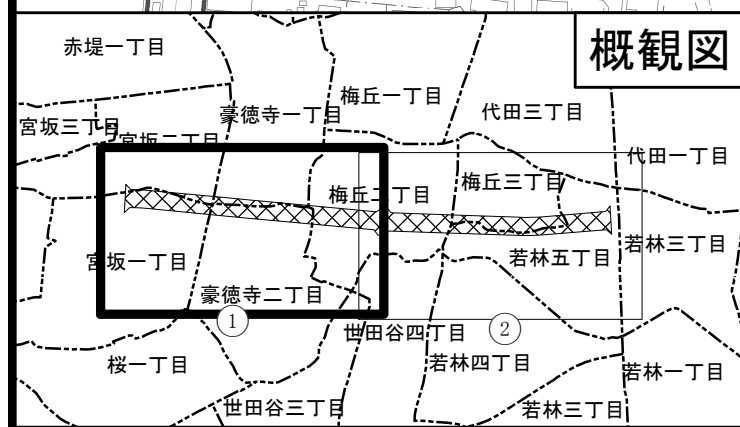 概観図
赤堤一丁目
梅丘一丁目
豪徳寺一丁目
代田三丁目
宮坂三丁目
宮坂二丁目
代田一丁目
梅丘二丁目
梅丘三丁目
宮坂一丁目
若林五丁目
若林三丁目
豪徳寺二丁目
①
世田谷四丁目
②
桜一丁目
若林四丁目
若林一丁目
世田谷三丁目
若林三丁目